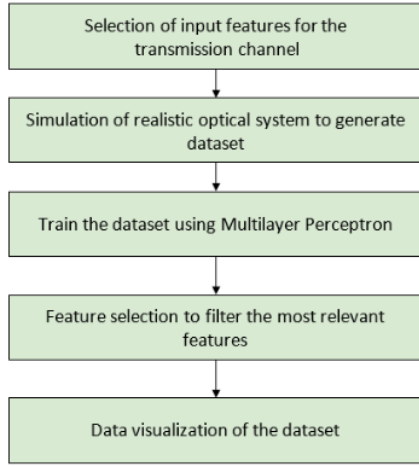 Selection of input features for the
transmission channel
Simulation of realistic optical system to generate
dataset
Train the dataset using Multilayer Perceptron
Feature selection to filter the most relevant
features
Data visualization of the dataset